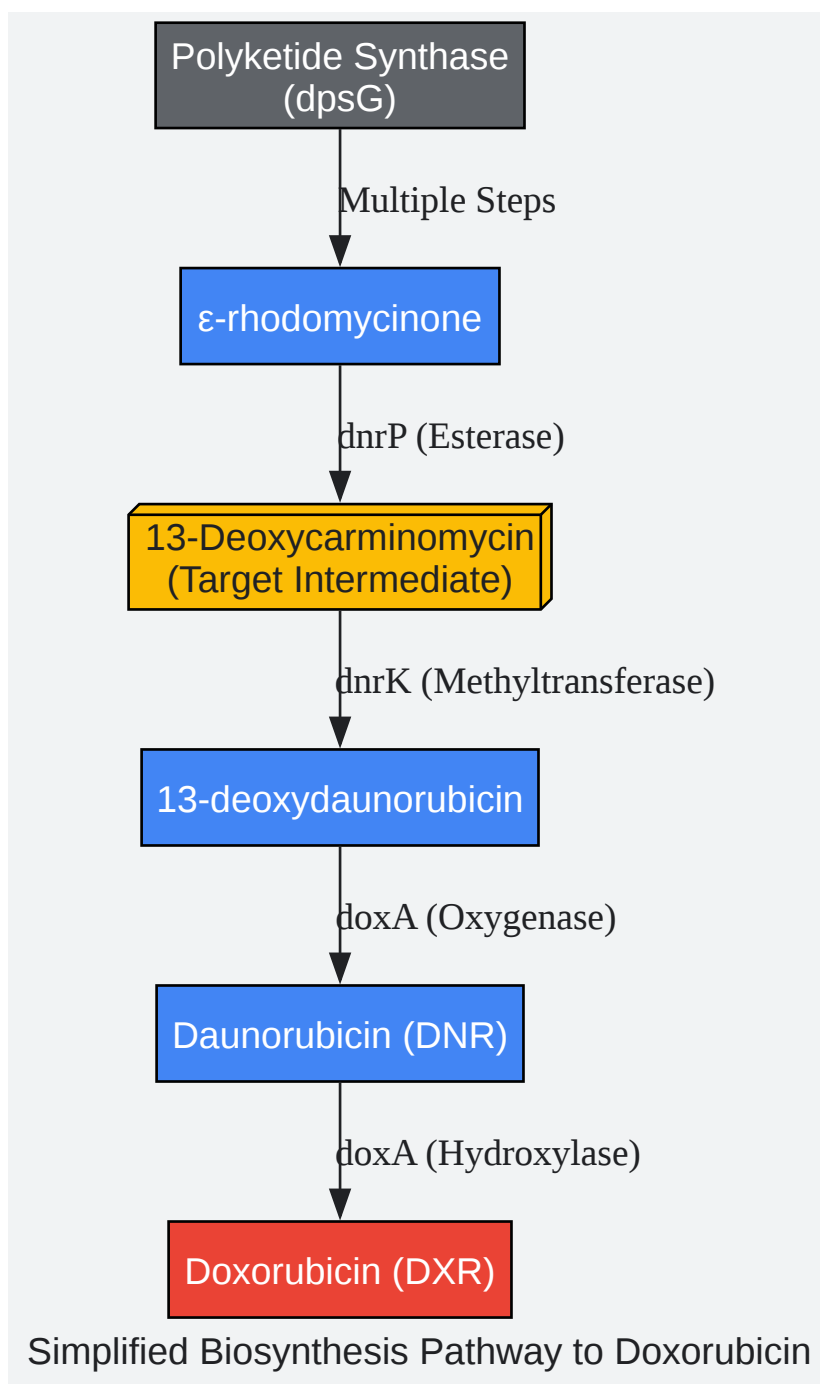 Polyketide Synthase
(dpsG)
Multiple Steps
ε-rhodomycinone
dnrP (Esterase)
13-Deoxycarminomycin
(Target Intermediate)
dnrK (Methyltransferase)
13-deoxydaunorubicin
doxA (Oxygenase)
Daunorubicin (DNR)
doxA (Hydroxylase)
Doxorubicin (DXR)
Simplified Biosynthesis Pathway to Doxorubicin